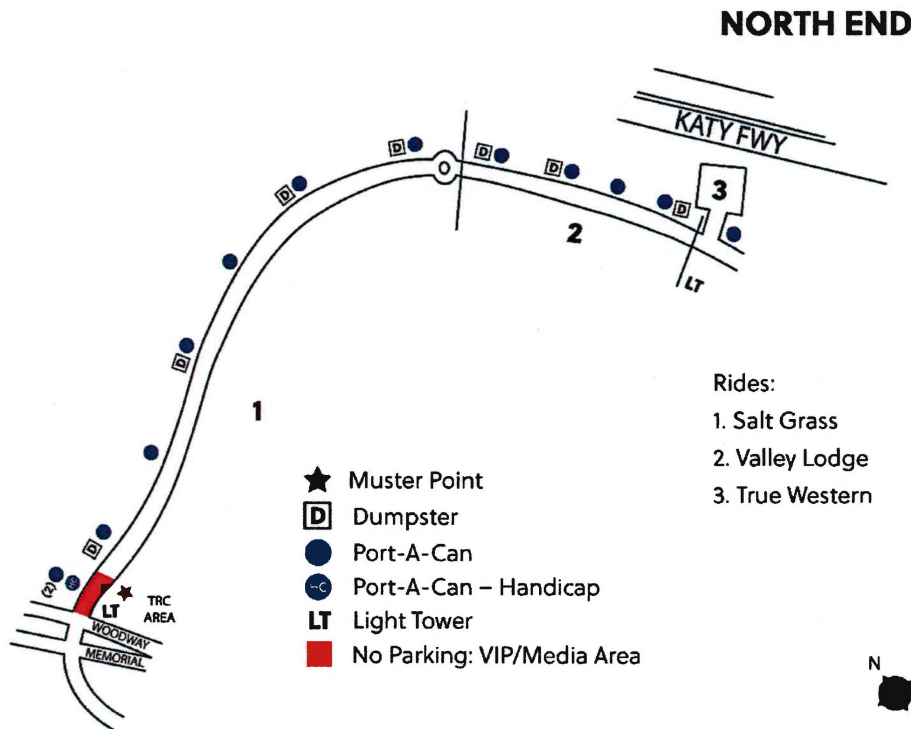 NORTH END
KATY FWY
D
D
D
D
3
D
D
2
LT
D
1
Rides:
1. Salt Grass
2. Valley Lodge
3. True Western
Muster Point
D Dumpster
Port-A-Can
Port-A-Can – Handicap
LT Light Tower
No Parking: VIP/Media Area
D
(2)
LT
TRC
AREA
WOODWAY
MEMORIAL
N